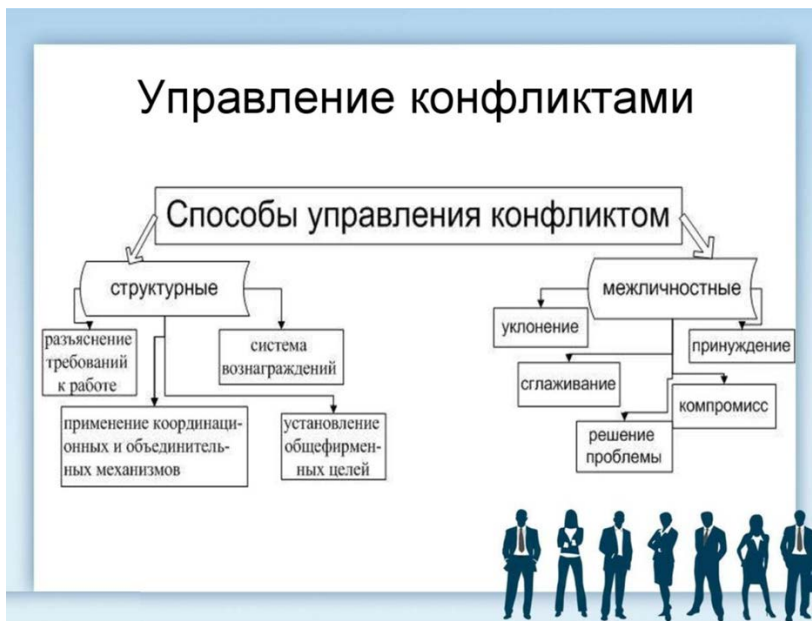 Управление конфликтами
Способы управления конфликтом
структурные
разъяснение
требований
к работе
система
вознаграждений
применение координаци-
онных и объединитель-
ных механизмов
установление
общефирмен-
ных целей
межличностные
уклонение
принуждение
сглаживание
компромисс
решение
проблемы